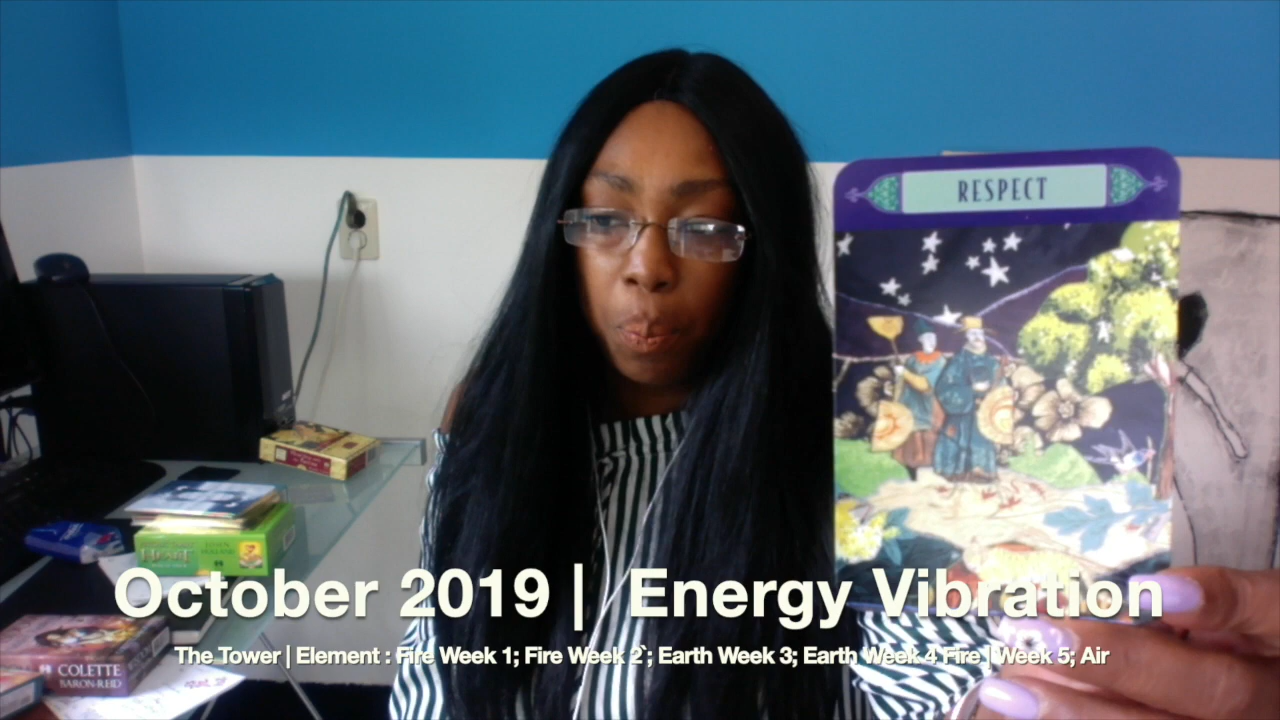 RESPECT
COLETTE
BARON-REID
October 2019 | Energy Vibration
The Tower | Element : Fire Week 1; Fire Week 2`; Earth Week 3; Earth Week 4 Fire | Week 5; Air